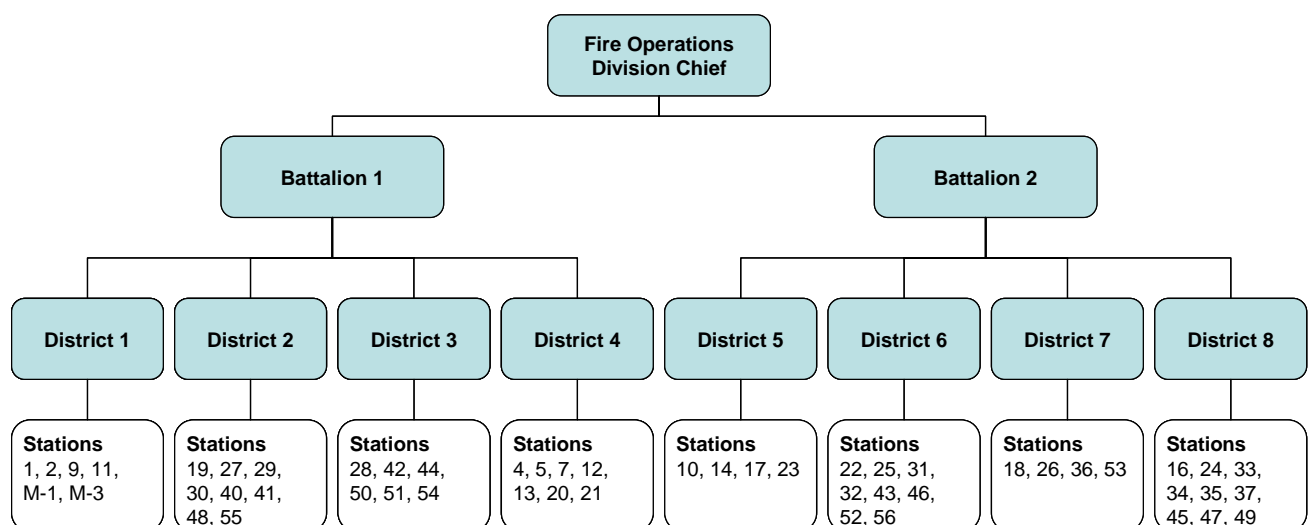 Fire Operations
Division Chief
Battalion 1
Battalion 2
District 1
District 2
District 3
District 4
District 5
District 6
District 7
District 8
Stations
1, 2, 9, 11,
M-1, M-3
Stations
19, 27, 29,
30, 40, 41,
48, 55
Stations
28, 42, 44,
50, 51, 54
Stations
4, 5, 7, 12,
13, 20, 21
Stations
10, 14, 17, 23
Stations
22, 25, 31,
32, 43, 46,
52, 56
Stations
18, 26, 36, 53
Stations
16, 24, 33,
34, 35, 37,
45, 47, 49